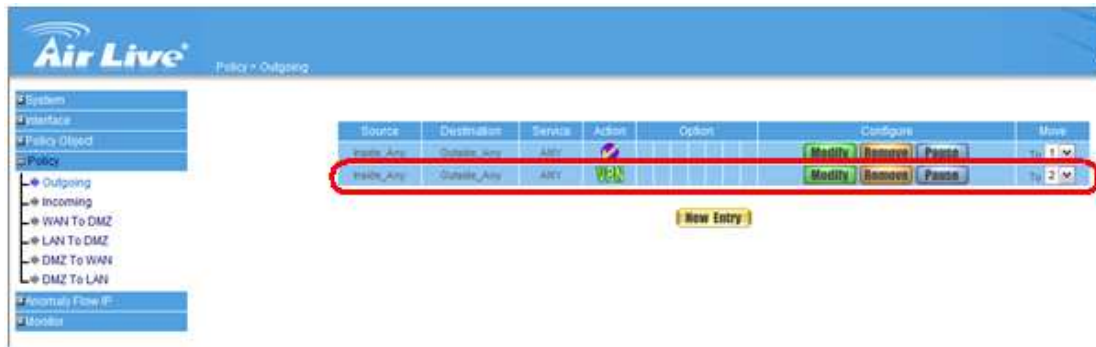 Air Live
Policy > Outgoing
System
Interface
Policy Object
Policy
Outgoing
Incoming
WAN To DMZ
LAN To DMZ
DMZ To WAN
DMZ To LAN
Anomaly Flow IP
Monitor
Source Destination Service Action Option Configure Move
Inside_Any Outside_Any ANY Modify Remove Pause To 1
Inside_Any Outside_Any ANY WAN Modify Remove Pause To 2
New Entry